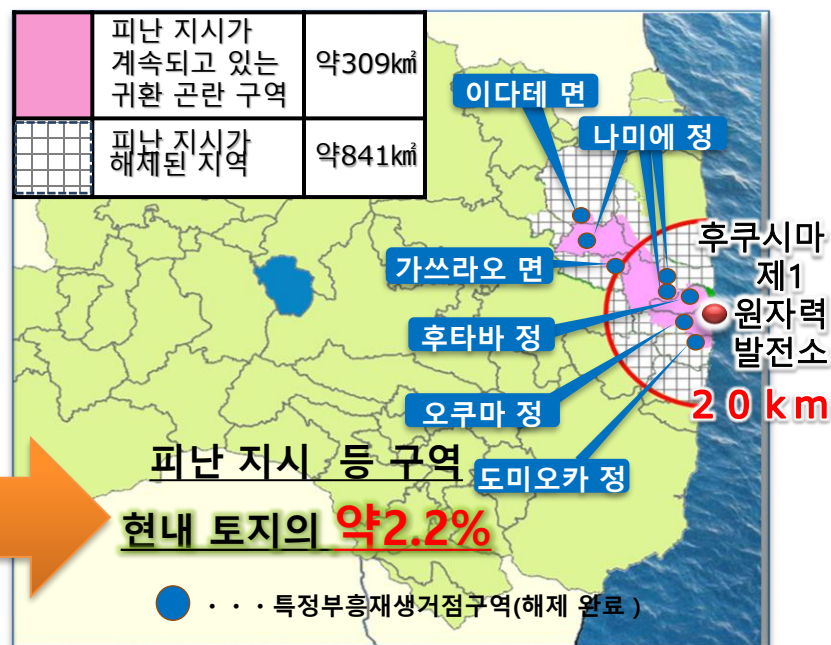 피난 지시가
계속되고 있는
귀환 곤란 구역
약309㎢
피난 지시가
해제된 지역
약841㎢
이다테 면
나미에 정
가쓰라오 면
후타바 정
오쿠마 정
도미오카 정
후쿠시마
제1
원자력
발전소
20km
피난 지시 등 구역
현내 토지의 약2.2%
・・・특정부흥재생거점구역(해제 완료 )